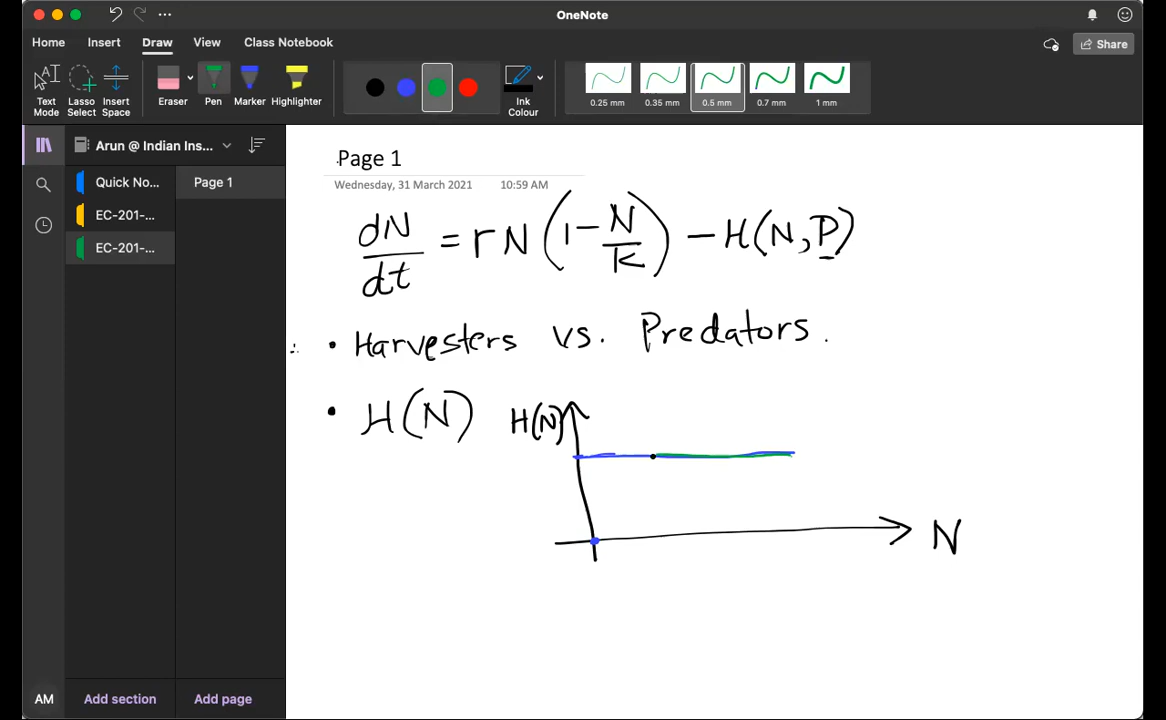 OneNote
Home Insert Draw View Class Notebook
Share
Text Mode
Lasso Select
Insert Space
Eraser
Pen
Marker
Highlighter
Ink Colour
0.25 mm
0.35 mm
0.5 mm
0.7 mm
1 mm
Arun @ Indian Ins...
Quick No...
EC-201-...
EC-201-...
Page 1
Page 1
Wednesday, 31 March 2021 10:59 AM
dN/dt = rN(1 - N/K) - H(N, P)
• Harvesters vs. Predators.
• H(N)
H(N)
N
AM
Add section
Add page